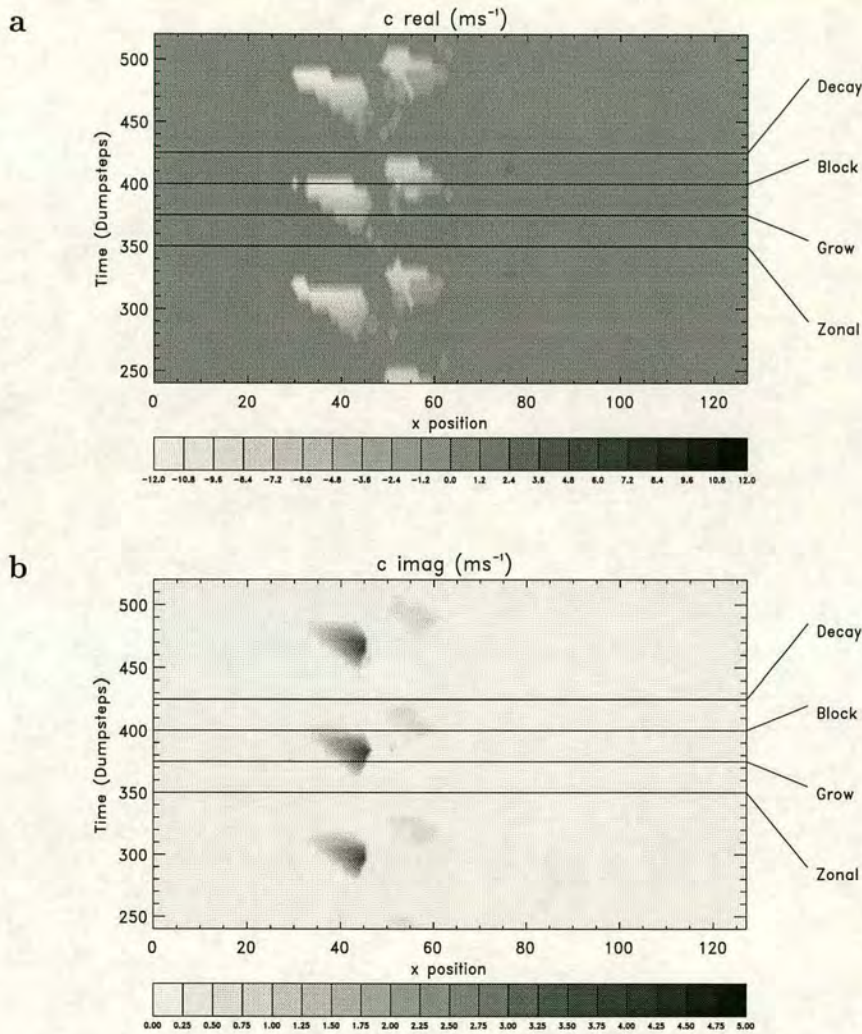 a
c real (ms⁻¹)
Time (Dumpsteps)
500
450
400
350
300
250
0 20 40 60 80 100 120
x position
Decay
Block
Grow
Zonal
-12.0 -10.8 -9.6 -8.4 -7.2 -6.0 -4.8 -3.6 -2.4 -1.2 0.0 1.2 2.4 3.6 4.8 6.0 7.2 8.4 9.6 10.8 12.0
b
c imag (ms⁻¹)
Time (Dumpsteps)
500
450
400
350
300
250
0 20 40 60 80 100 120
x position
Decay
Block
Grow
Zonal
0.00 0.25 0.50 0.75 1.00 1.25 1.50 1.75 2.00 2.25 2.50 2.75 3.00 3.25 3.50 3.75 4.00 4.25 4.50 4.75 5.00